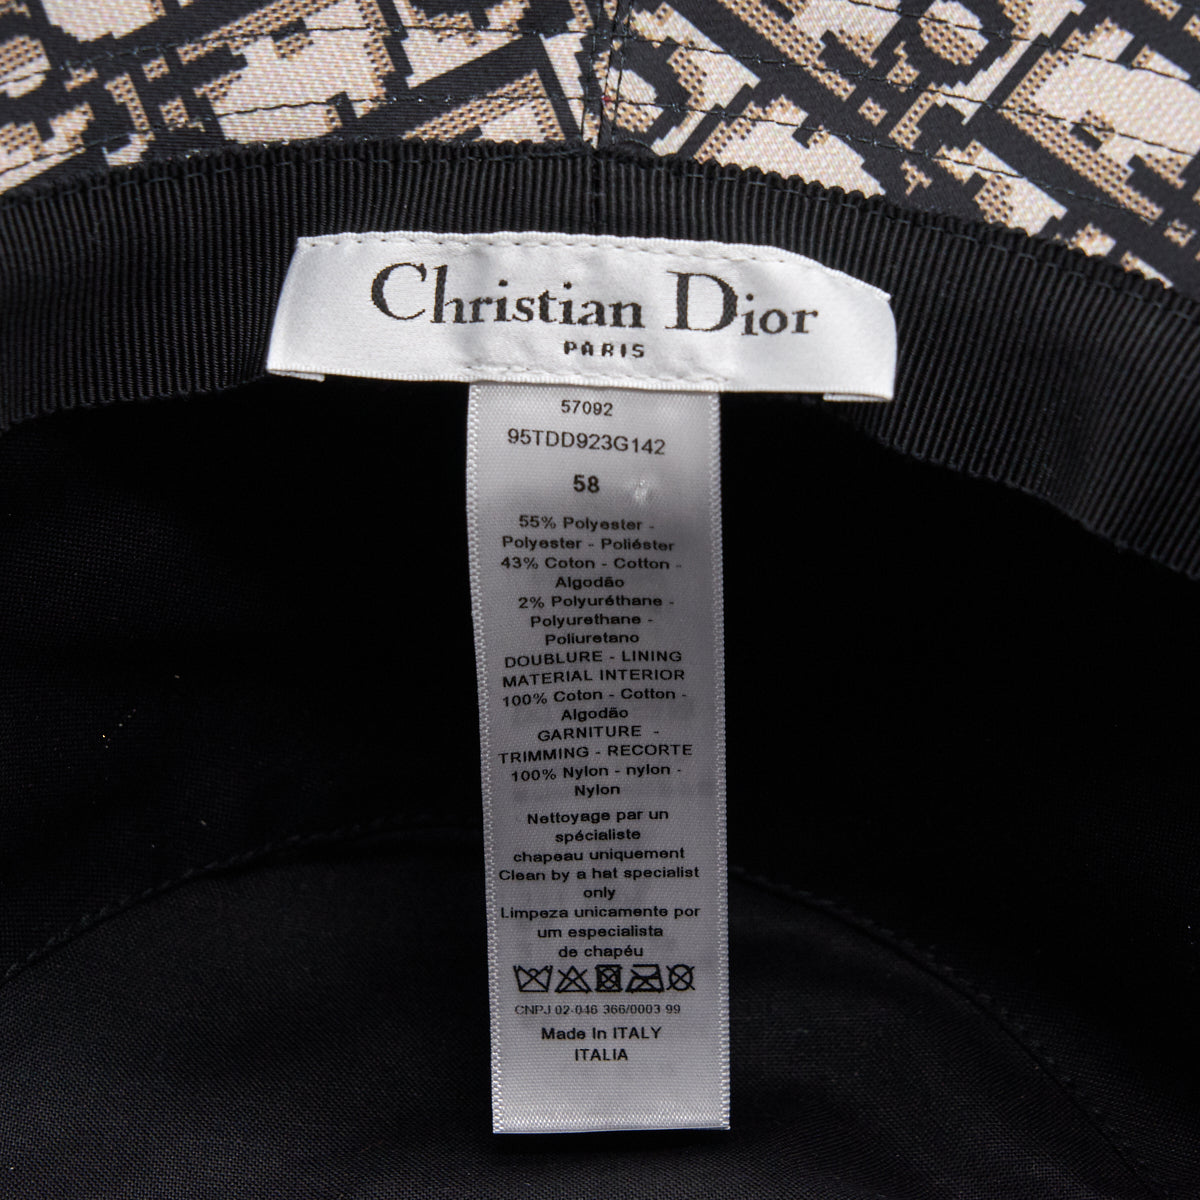 Christian Dior
PARIS
57092
95TDD923G142
58
55% Polyester -
Polyester - Poliéster
43% Coton - Cotton -
Algodão
2% Polyuréthane -
Polyurethane -
Poliuretano
DOUBLURE - LINING
MATERIAL INTERIOR
100% Coton - Cotton -
Algodão
GARNITURE -
TRIMMING - RECORTE
100% Nylon - nylon -
Nylon
Nettoyage par un
spécialiste
chapeau uniquement
Clean by a hat specialist
only
Limpeza unicamente por
um especialista
de chapéu
CNPJ 02-046 366/0003 99
Made In ITALY
ITALIA